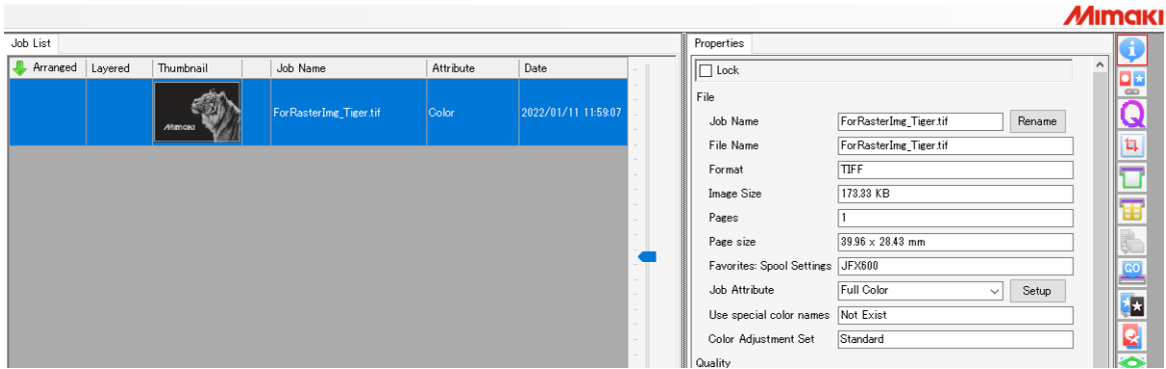 Mimaki
Job List
Arranged Layered Thumbnail Job Name Attribute Date
Mimaki
ForRasterImg_Tiger.tif Color 2022/01/11 11:59:07
Properties
Lock
File
Job Name ForRasterImg_Tiger.tif Rename
File Name ForRasterImg_Tiger.tif
Format TIFF
Image Size 173.33 KB
Pages 1
Page size 39.96 x 28.43 mm
Favorites: Spool Settings JFX600
Job Attribute Full Color Setup
Use special color names Not Exist
Color Adjustment Set Standard
Quality
i
Q
GO